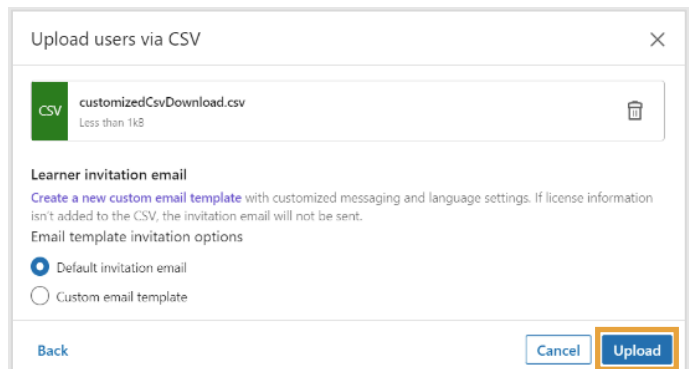 Upload users via CSV
CSV
customizedCsvDownload.csv
Less than 1kB
Learner invitation email
Create a new custom email template with customized messaging and language settings. If license information
isn't added to the CSV, the invitation email will not be sent.
Email template invitation options
Default invitation email
Custom email template
Back
Cancel
Upload